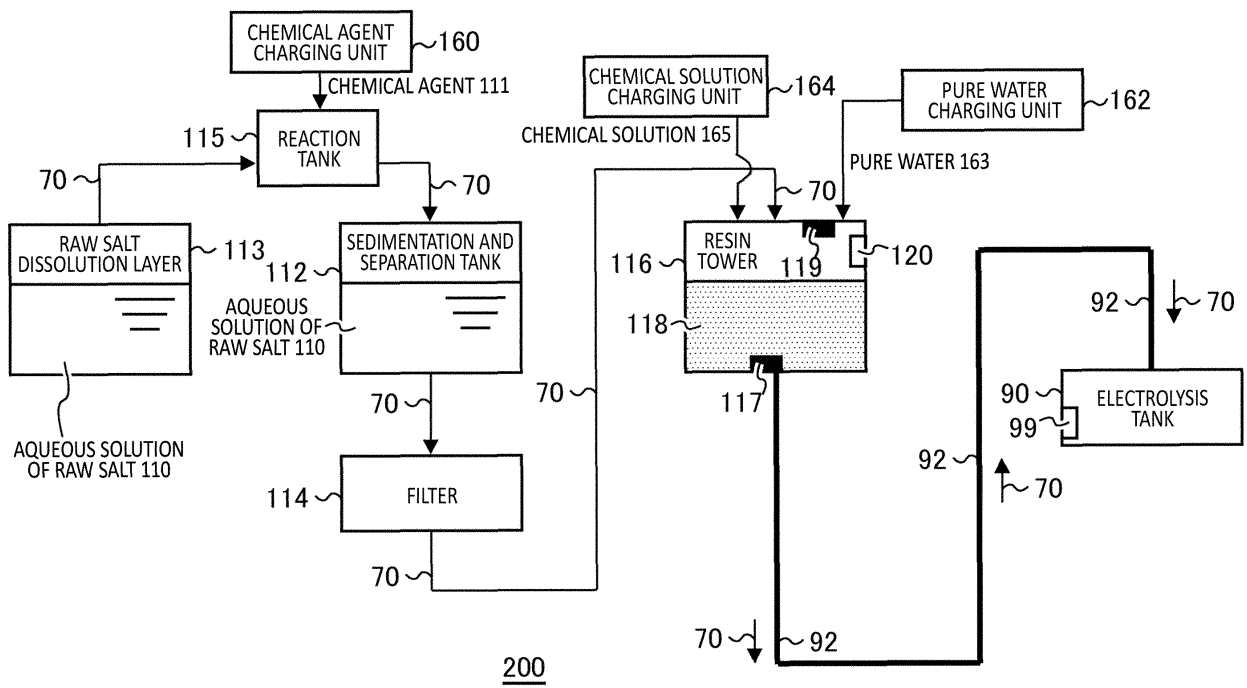 CHEMICAL AGENT
CHARGING UNIT
160
CHEMICAL AGENT 111
115
REACTION
TANK
70
70
RAW SALT
DISSOLUTION LAYER
113
AQUEOUS SOLUTION
OF RAW SALT 110
SEDIMENTATION AND
SEPARATION TANK
112
AQUEOUS
SOLUTION OF
RAW SALT 110
70
114
FILTER
70
70
CHEMICAL SOLUTION
CHARGING UNIT
164
CHEMICAL SOLUTION 165
PURE WATER
CHARGING UNIT
162
PURE WATER 163
70
116
RESIN
TOWER
119
120
118
117
70
92
92
70
92
70
90
99
ELECTROLYSIS
TANK
200